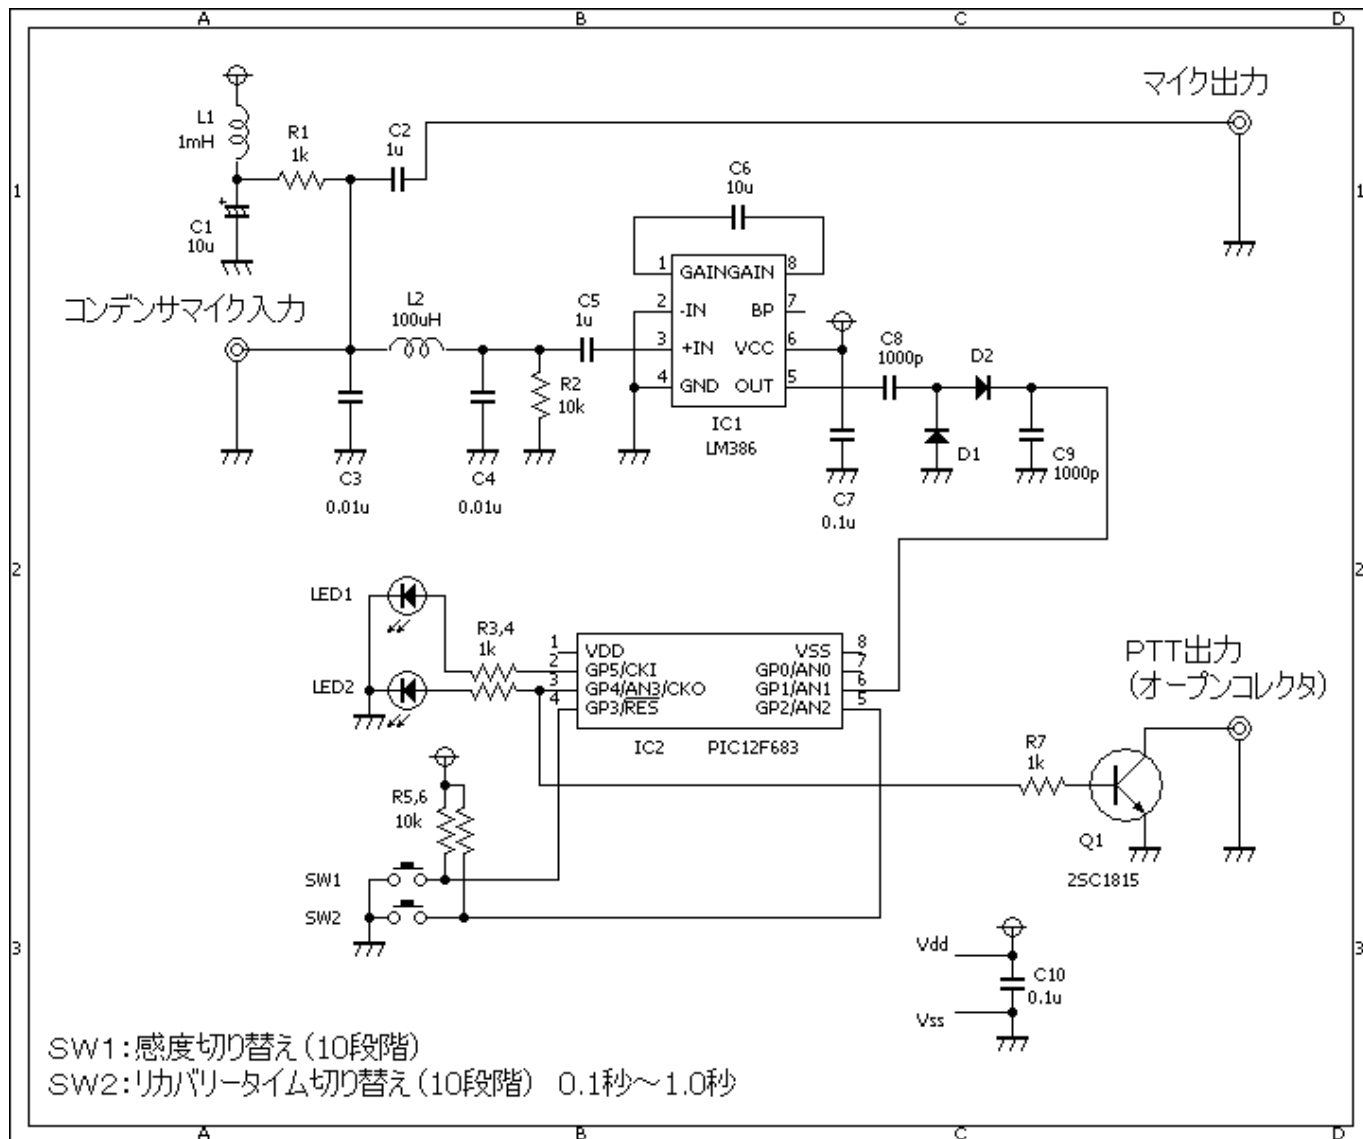 A B C D
マイク出力
L1
1mH
R1
1k
C2
1u
C6
10u
1 1
+
C1
10u
コンデンサマイク入力
L2
100uH
C5
1u
1 GAIN GAIN 8
2 -IN BP 7
3 +IN VCC 6
4 GND OUT 5
IC1
LM386
C8
1000p
D2
R2
10k
D1
C9
1000p
C3
0.01u
C4
0.01u
C7
0.1u
2 2
LED1
LED2
R3,4
1k
1 VDD VSS 8
2 GP5/CKI GP0/AN0 7
3 GP4/AN3/CKO GP1/AN1 6
4 GP3/RES GP2/AN2 5
IC2 PIC12F683
PTT出力
(オープンコレクタ)
R7
1k
R5,6
10k
Q1
2SC1815
SW1
SW2
3 3
Vdd
C10
0.1u
Vss
SW1:感度切り替え(10段階)
SW2:リカバリータイム切り替え(10段階) 0.1秒～1.0秒
A B C D